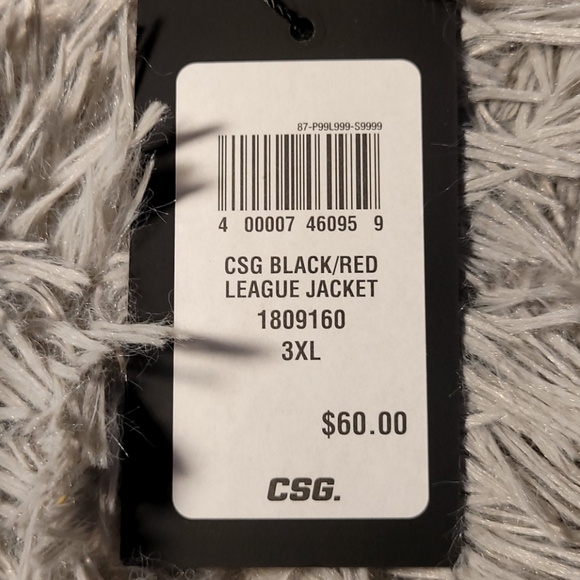 87-P99L999-S9999
4 00007 46095 9
CSG BLACK/RED
LEAGUE JACKET
1809160
3XL
$60.00
CSG.